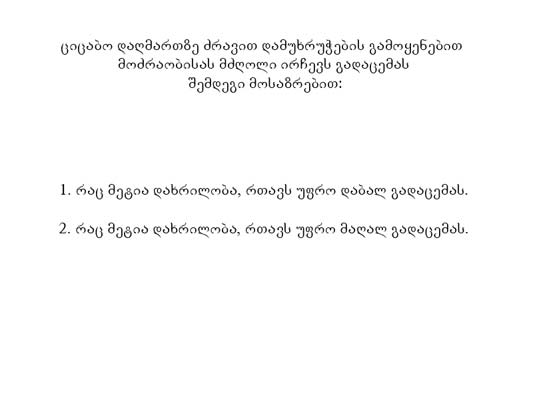 ციცაბო დაღმართზე ძრავით დამუხრუჭების გამოყენებით
მოძრაობისას მძღოლი ირჩევს გადაცემას
შემდეგი მოსაზრებით:
1. რაც მეტია დახრილობა, რთავს უფრო დაბალ გადაცემას.
2. რაც მეტია დახრილობა, რთავს უფრო მაღალ გადაცემას.